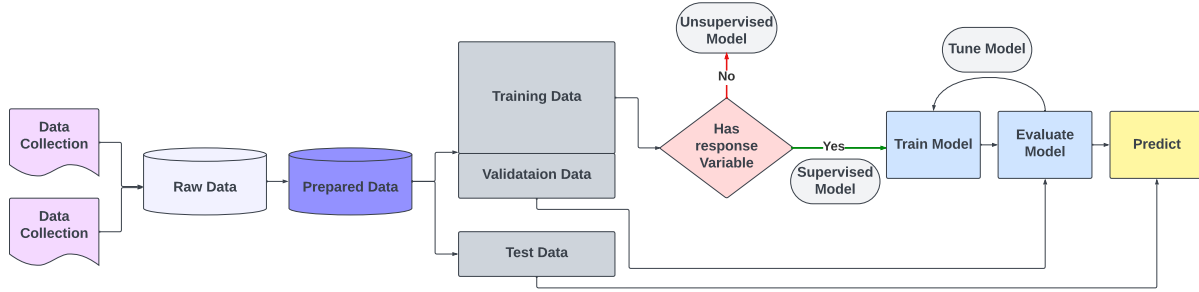 Data
Collection
Data
Collection
Raw Data
Prepared Data
Training Data
Validataion Data
Test Data
Unsupervised
Model
No
Has
response
Variable
Yes
Supervised
Model
Tune Model
Train Model
Evaluate
Model
Predict